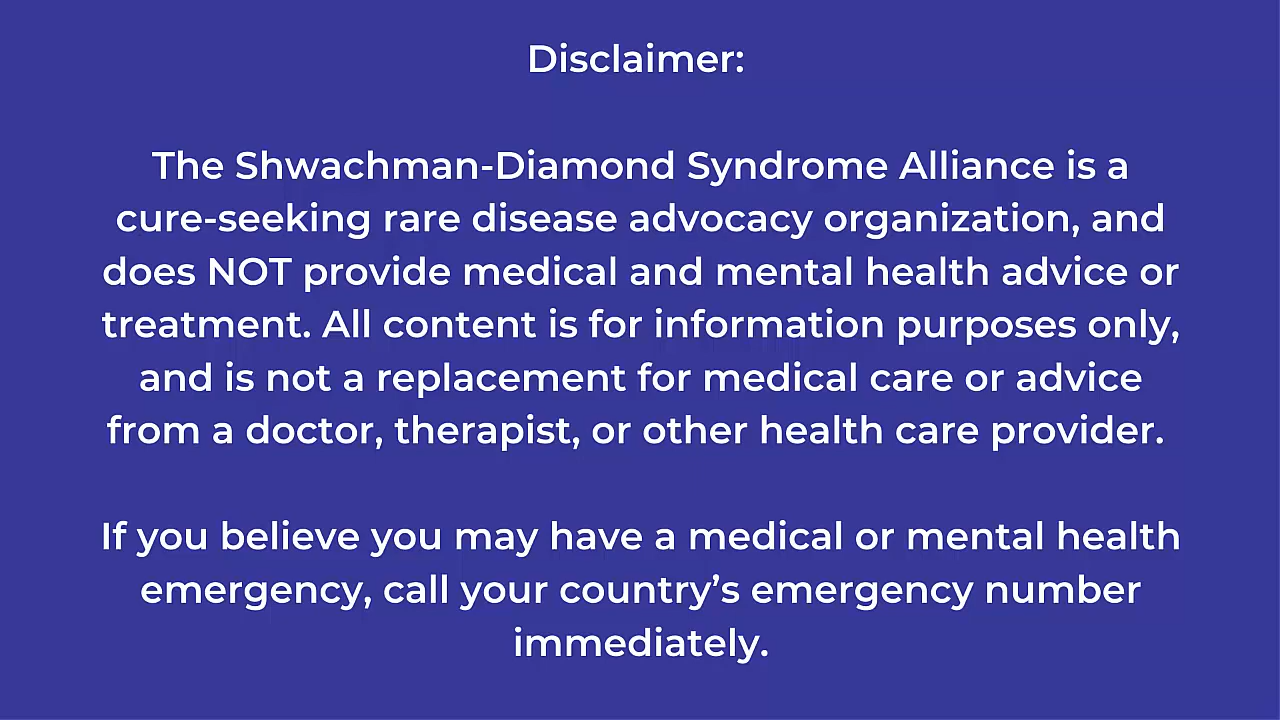 Disclaimer:
The Shwachman-Diamond Syndrome Alliance is a
cure-seeking rare disease advocacy organization, and
does NOT provide medical and mental health advice or
treatment. All content is for information purposes only,
and is not a replacement for medical care or advice
from a doctor, therapist, or other health care provider.
If you believe you may have a medical or mental health
emergency, call your country’s emergency number
immediately.